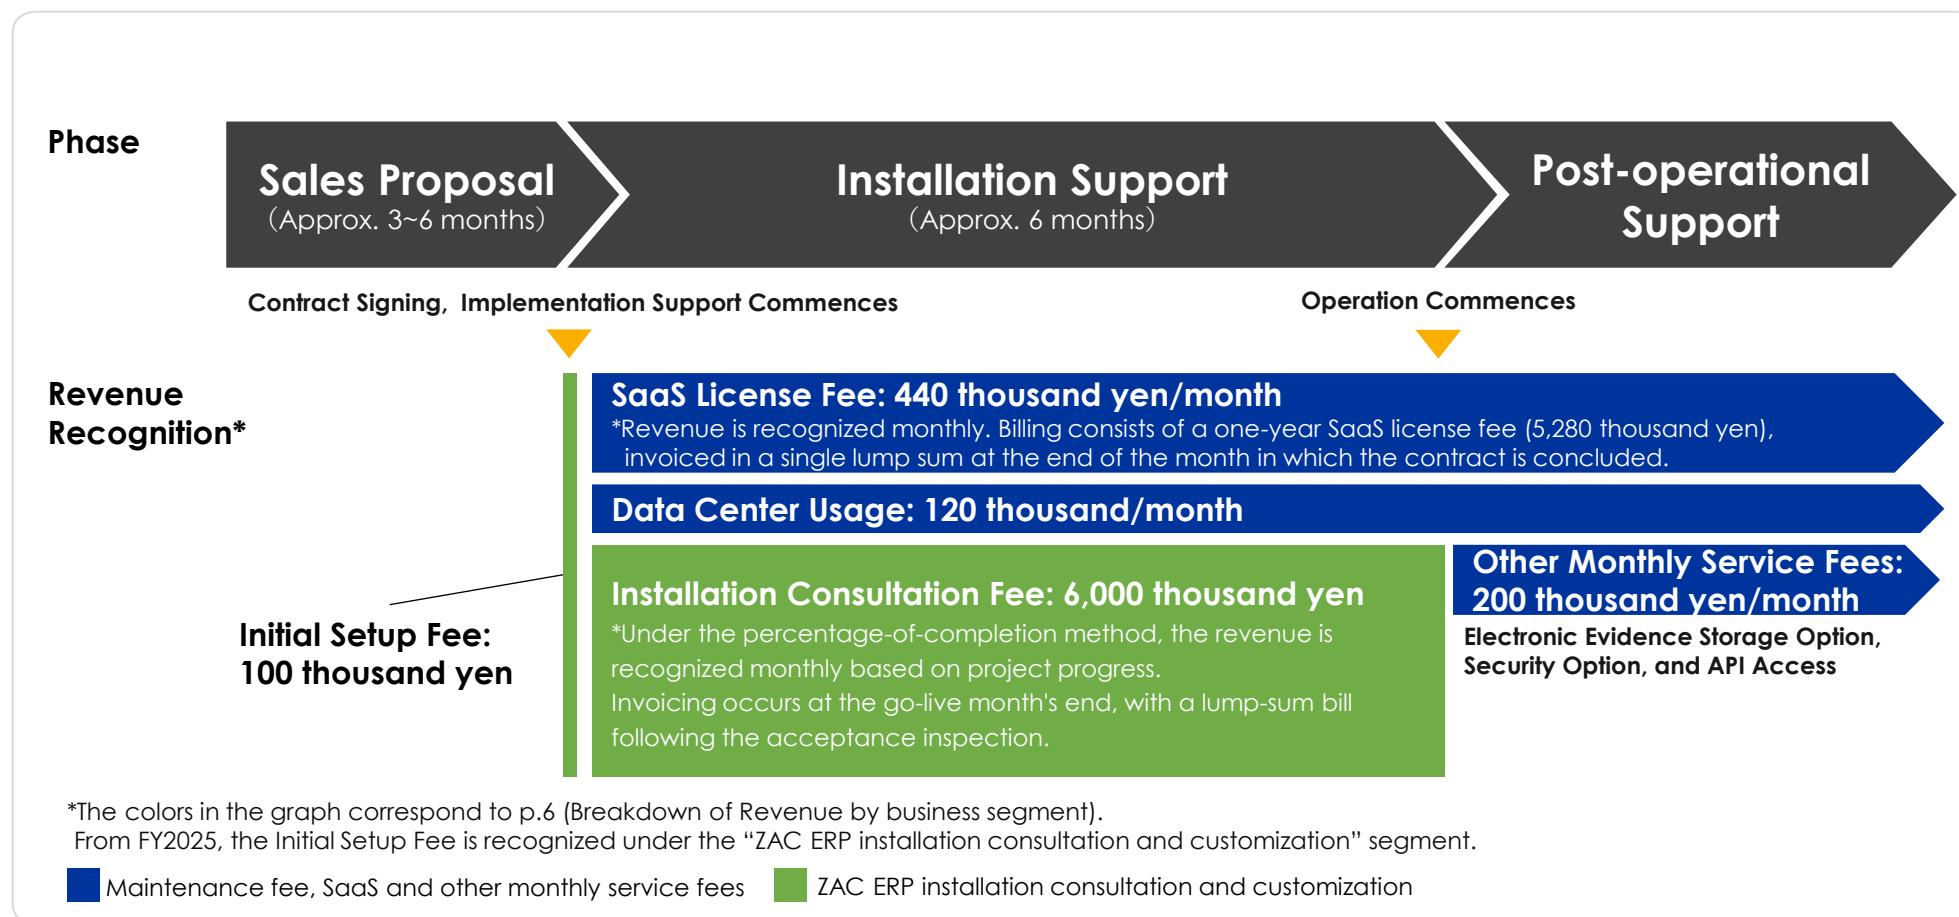 Phase
Sales Proposal
（Approx. 3~6 months）
Installation Support
（Approx. 6 months）
Post-operational
Support
Contract Signing,  Implementation Support Commences
Operation Commences
Revenue
Recognition*
SaaS License Fee: 440 thousand yen/month
*Revenue is recognized monthly. Billing consists of a one-year SaaS license fee (5,280 thousand yen),
invoiced in a single lump sum at the end of the month in which the contract is concluded.
Data Center Usage: 120 thousand/month
Initial Setup Fee:
100 thousand yen
Installation Consultation Fee: 6,000 thousand yen
*Under the percentage-of-completion method, the revenue is
recognized monthly based on project progress.
Invoicing occurs at the go-live month's end, with a lump-sum bill
following the acceptance inspection.
Other Monthly Service Fees:
200 thousand yen/month
Electronic Evidence Storage Option,
Security Option, and API Access
*The colors in the graph correspond to p.6 (Breakdown of Revenue by business segment).
From FY2025, the Initial Setup Fee is recognized under the “ZAC ERP installation consultation and customization” segment.
Maintenance fee, SaaS and other monthly service fees
ZAC ERP installation consultation and customization